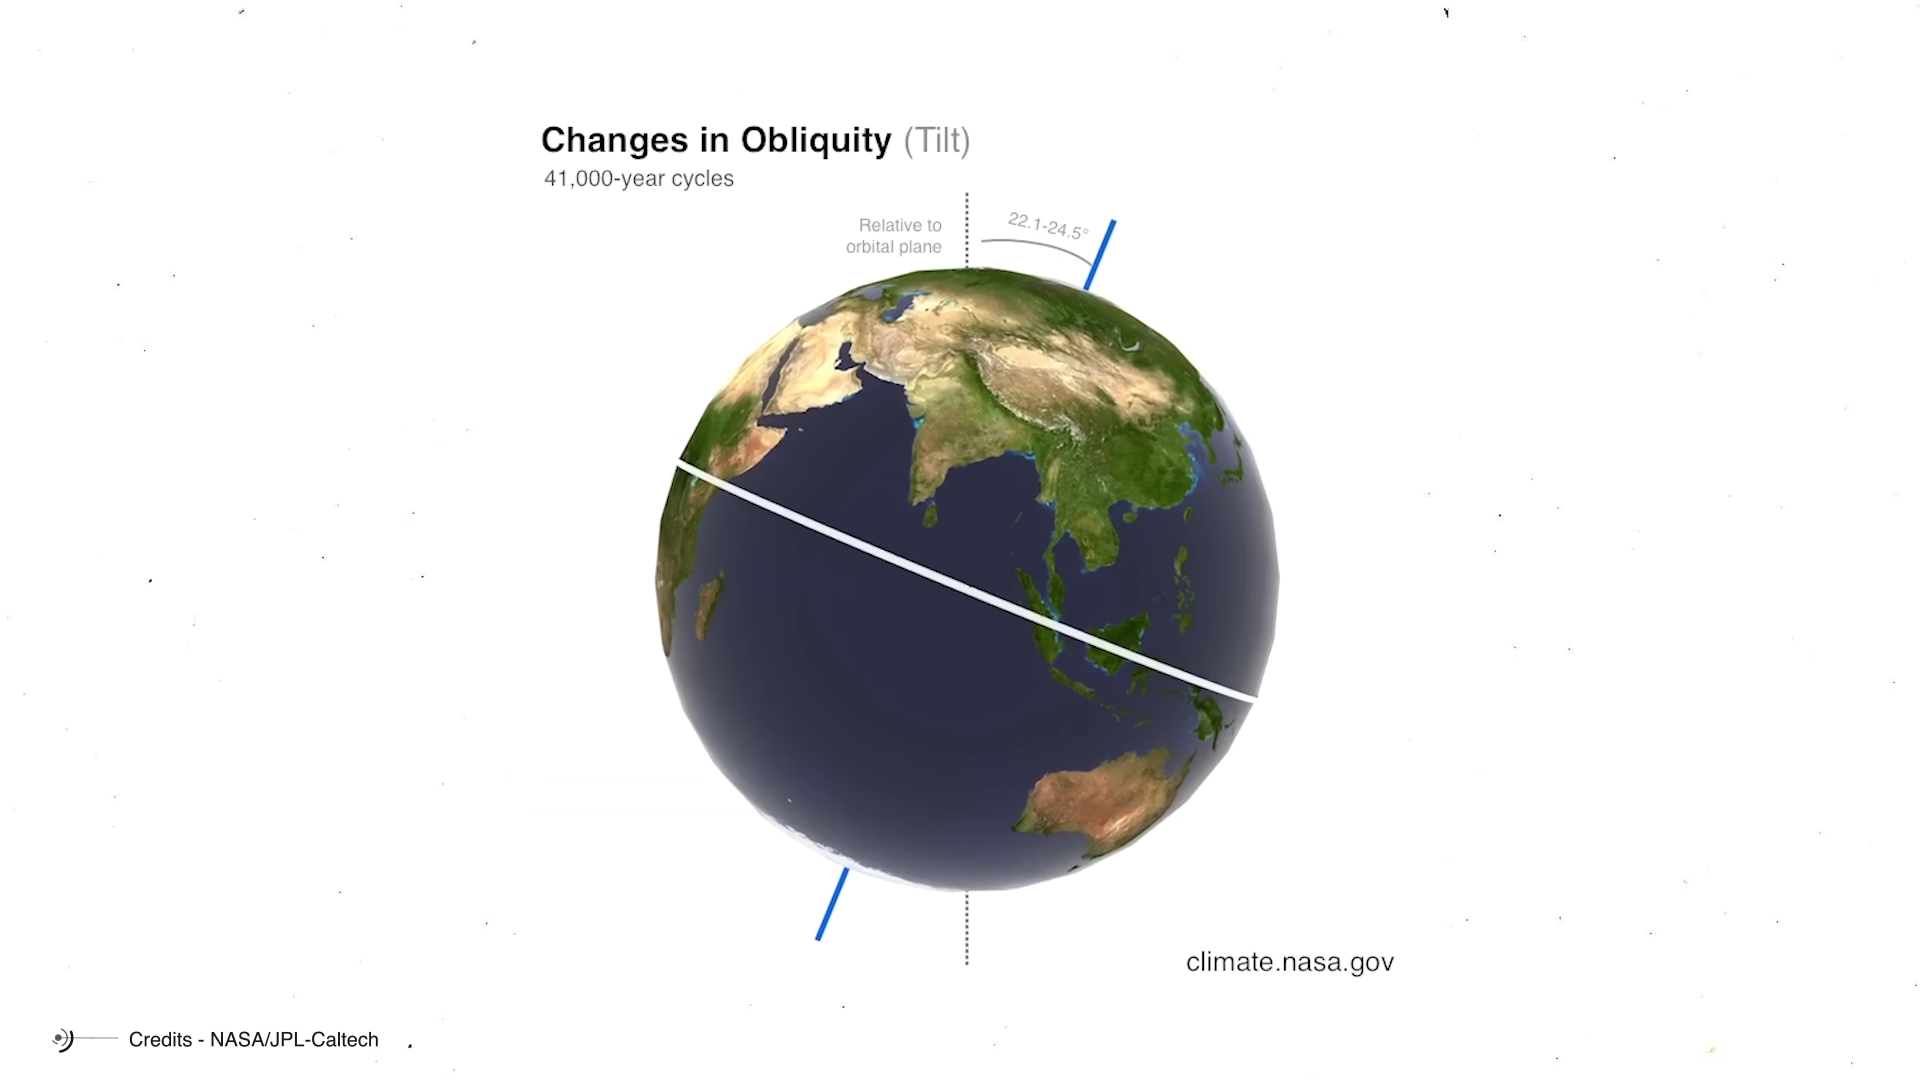 Changes in Obliquity (Tilt)
41,000-year cycles
Relative to
orbital plane
22.1-24.5°
climate.nasa.gov
Credits - NASA/JPL-Caltech